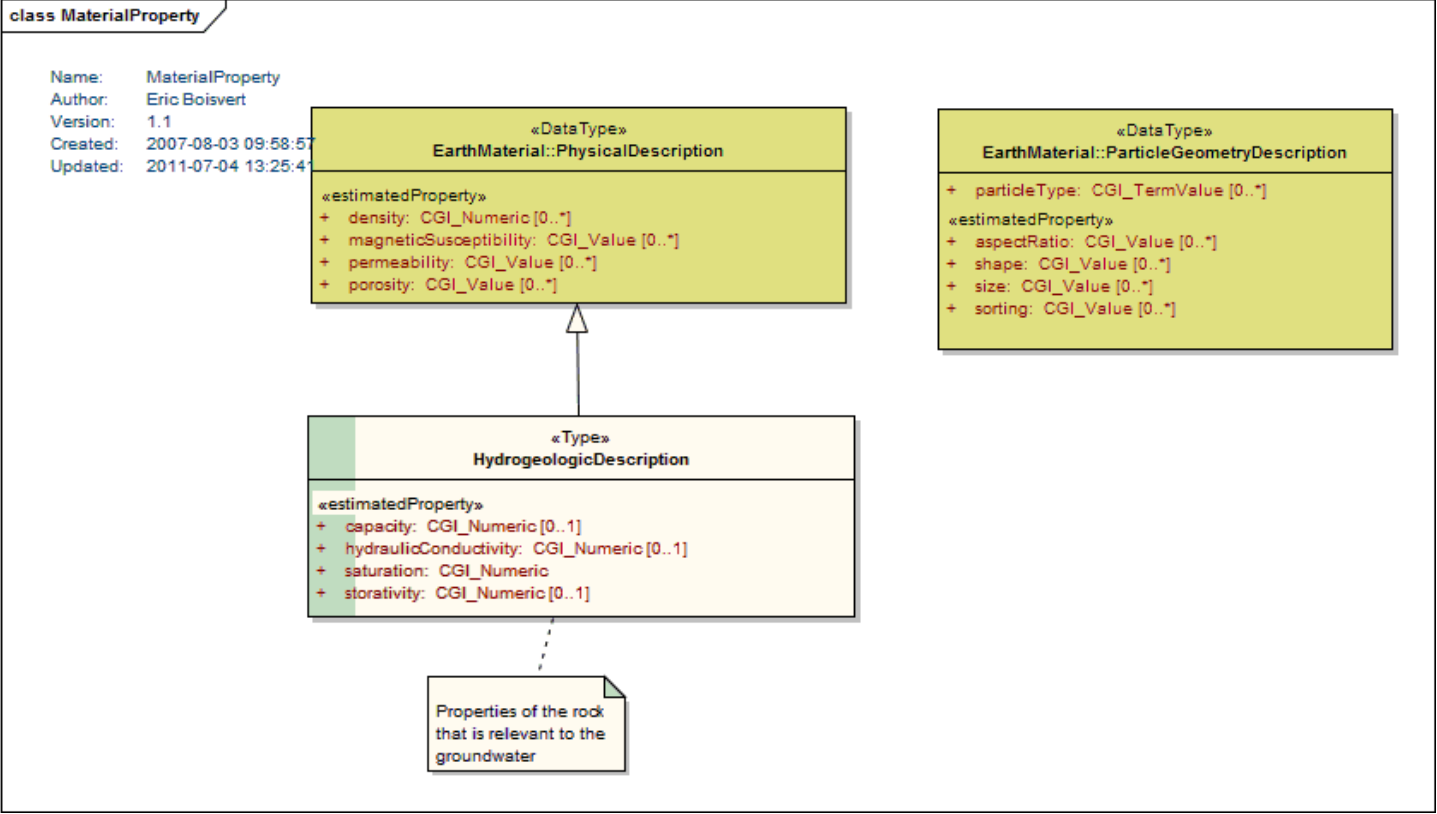 class MaterialProperty
Name: MaterialProperty
Author: Eric Boisvert
Version: 1.1
Created: 2007-08-03 09:58:57
Updated: 2011-07-04 13:25:41
«DataType»
EarthMaterial::PhysicalDescription
«estimatedProperty»
+ density: CGI_Numeric [0..*]
+ magneticSusceptibility: CGI_Value [0..*]
+ permeability: CGI_Value [0..*]
+ porosity: CGI_Value [0..*]
«DataType»
EarthMaterial::ParticleGeometryDescription
+ particleType: CGI_TermValue [0..*]
«estimatedProperty»
+ aspectRatio: CGI_Value [0..*]
+ shape: CGI_Value [0..*]
+ size: CGI_Value [0..*]
+ sorting: CGI_Value [0..*]
«Type»
HydrogeologicDescription
«estimatedProperty»
+ capacity: CGI_Numeric [0..1]
+ hydraulicConductivity: CGI_Numeric [0..1]
+ saturation: CGI_Numeric
+ storativity: CGI_Numeric [0..1]
Properties of the rock
that is relevant to the
groundwater